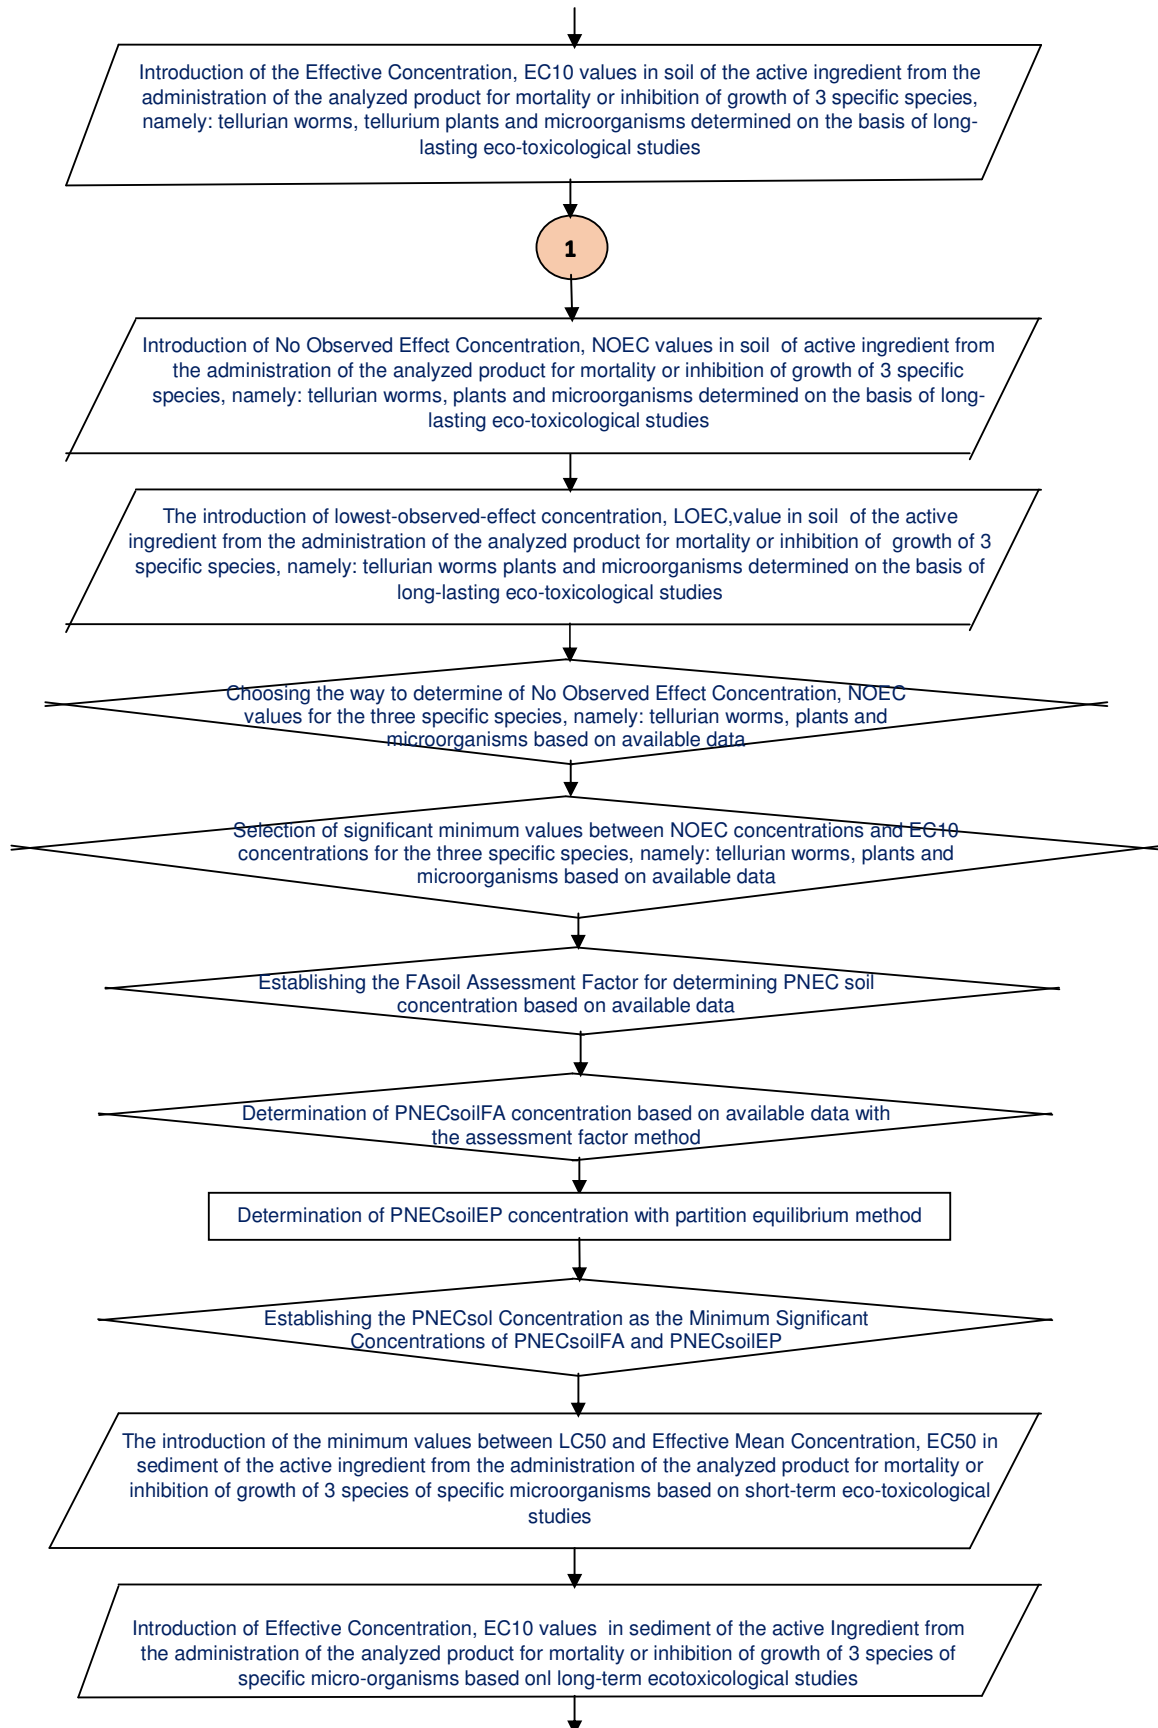 Introduction of the Effective Concentration, EC10 values in soil of the active ingredient from the
administration of the analyzed product for mortality or inhibition of growth of 3 specific species,
namely: tellurian worms, tellurium plants and microorganisms determined on the basis of long-
lasting eco-toxicological studies
1
Introduction of No Observed Effect Concentration, NOEC values in soil of active ingredient from
the administration of the analyzed product for mortality or inhibition of growth of 3 specific
species, namely: tellurian worms, plants and microorganisms determined on the basis of long-
lasting eco-toxicological studies
The introduction of lowest-observed-effect concentration, LOEC,value in soil of the active
ingredient from the administration of the analyzed product for mortality or inhibition of growth of 3
specific species, namely: tellurian worms plants and microorganisms determined on the basis of
long-lasting eco-toxicological studies
Choosing the way to determine of No Observed Effect Concentration, NOEC
values for the three specific species, namely: tellurian worms, plants and
microorganisms based on available data
Selection of significant minimum values between NOEC concentrations and EC10
concentrations for the three specific species, namely: tellurian worms, plants and
microorganisms based on available data
Establishing the FAsoil Assessment Factor for determining PNEC soil
concentration based on available data
Determination of PNECsoilFA concentration based on available data with
the assessment factor method
Determination of PNECsoilEP concentration with partition equilibrium method
Establishing the PNECsol Concentration as the Minimum Significant
Concentrations of PNECsoilFA and PNECsoilEP
The introduction of the minimum values between LC50 and Effective Mean Concentration, EC50 in
sediment of the active ingredient from the administration of the analyzed product for mortality or
inhibition of growth of 3 species of specific microorganisms based on short-term eco-toxicological
studies
Introduction of Effective Concentration, EC10 values in sediment of the active Ingredient from
the administration of the analyzed product for mortality or inhibition of growth of 3 species of
specific micro-organisms based onl long-term ecotoxicological studies